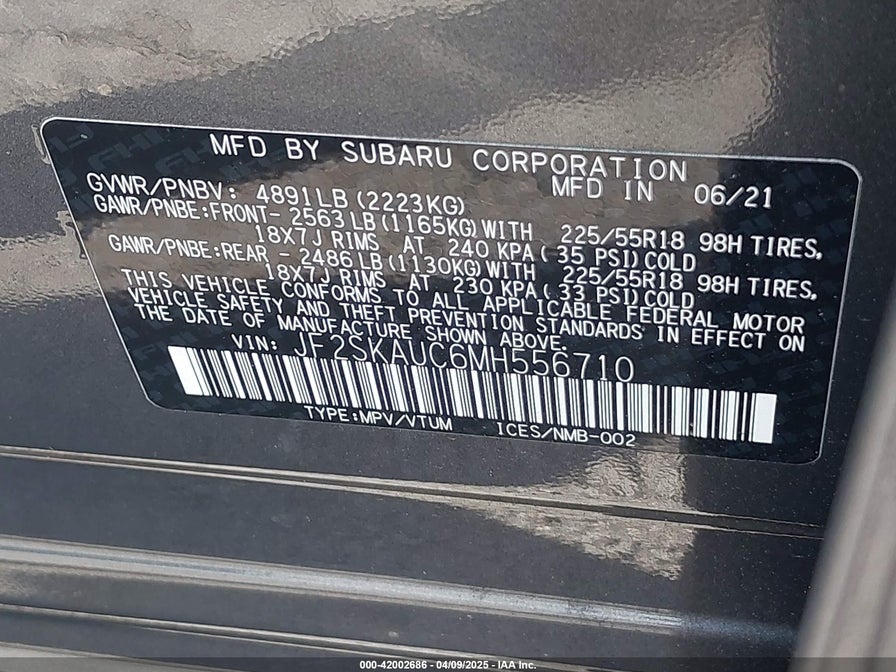 MFD BY SUBARU CORPORATION
MFD IN 06/21
GVWR/PNBV: 4891LB (2223KG)
GAWR/PNBE:FRONT- 2563LB (1165KG) WITH 225/55R18 98H TIRES,
18X7J RIMS AT 240 KPA ( 35 PSI) COLD
GAWR/PNBE:REAR - 2486LB (1130KG) WITH 225/55R18 98H TIRES,
18X7J RIMS AT 230 KPA ( 33 PSI) COLD
THIS VEHICLE CONFORMS TO ALL APPLICABLE FEDERAL MOTOR
VEHICLE SAFETY AND THEFT PREVENTION STANDARDS IN EFFECT ON
THE DATE OF MANUFACTURE SHOWN ABOVE.
VIN: JF2SKAUC6MH556710
TYPE:MPV/VTUM ICES/NMB-002
000-42002686 - 04/09/2025 - IAA Inc.